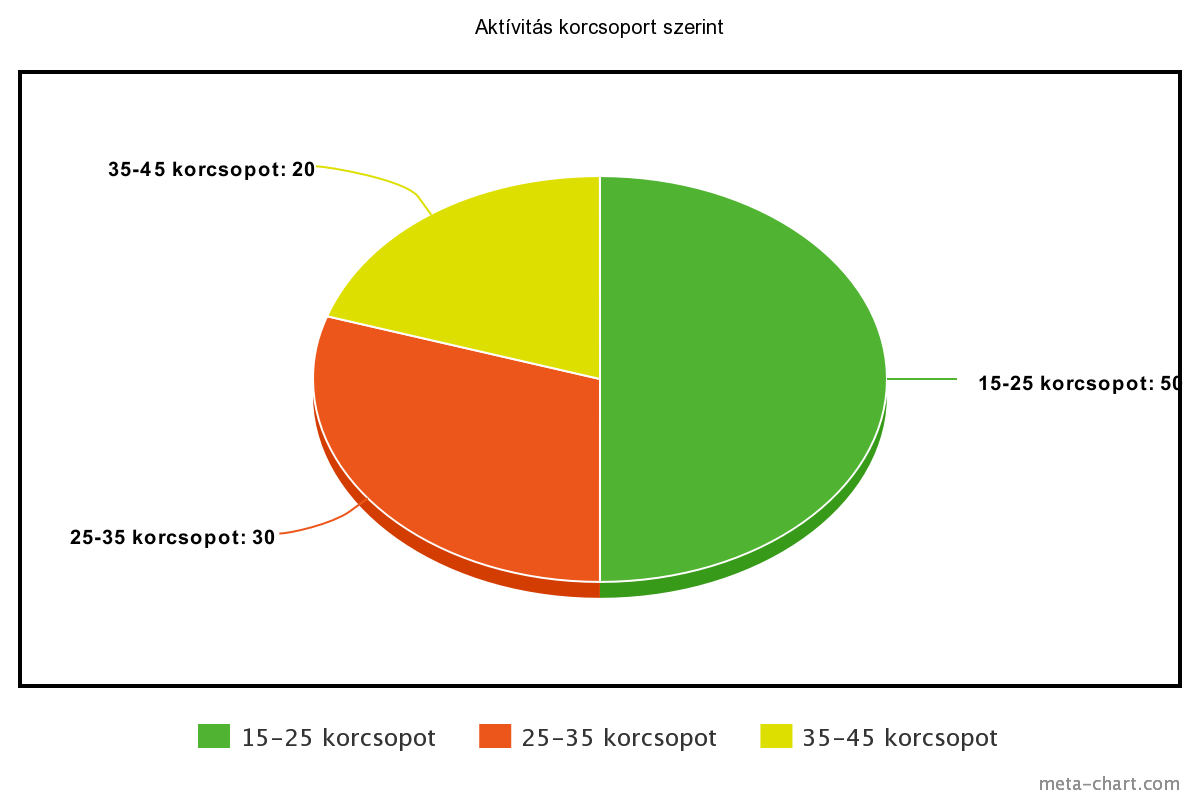 Aktívitás korcsoport szerint
35-45 korcsopot: 20
15-25 korcsopot: 50
25-35 korcsopot: 30
15-25 korcsopot
25-35 korcsopot
35-45 korcsopot
meta-chart.com